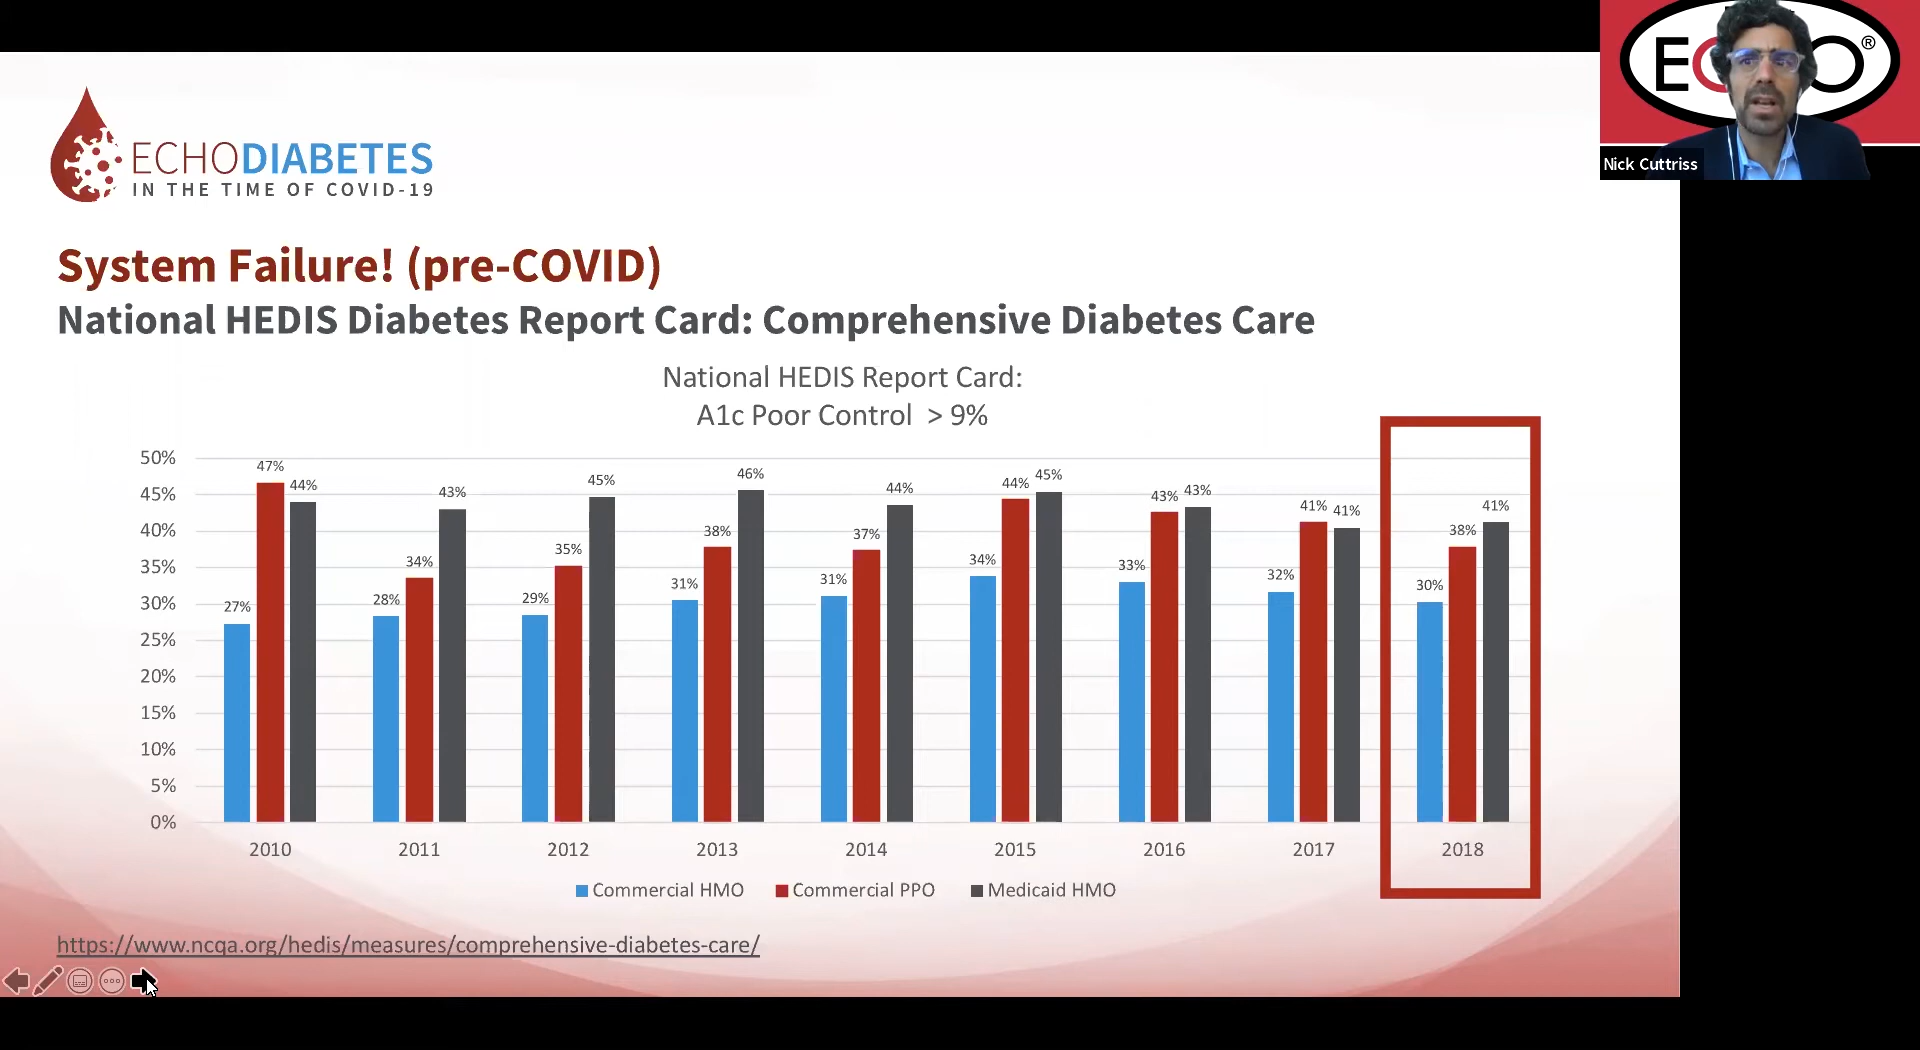 ECHODIABETES
IN THE TIME OF COVID-19
ECHO®
Nick Cuttriss
System Failure! (pre-COVID)
National HEDIS Diabetes Report Card: Comprehensive Diabetes Care
National HEDIS Report Card:
A1c Poor Control > 9%
50%
45%
40%
35%
30%
25%
20%
15%
10%
5%
0%
27% 47% 44%
28% 34% 43%
29% 35% 45%
31% 38% 46%
31% 37% 44%
34% 44% 45%
33% 43% 43%
32% 41% 41%
30% 38% 41%
2010 2011 2012 2013 2014 2015 2016 2017 2018
Commercial HMO Commercial PPO Medicaid HMO
https://www.ncqa.org/hedis/measures/comprehensive-diabetes-care/